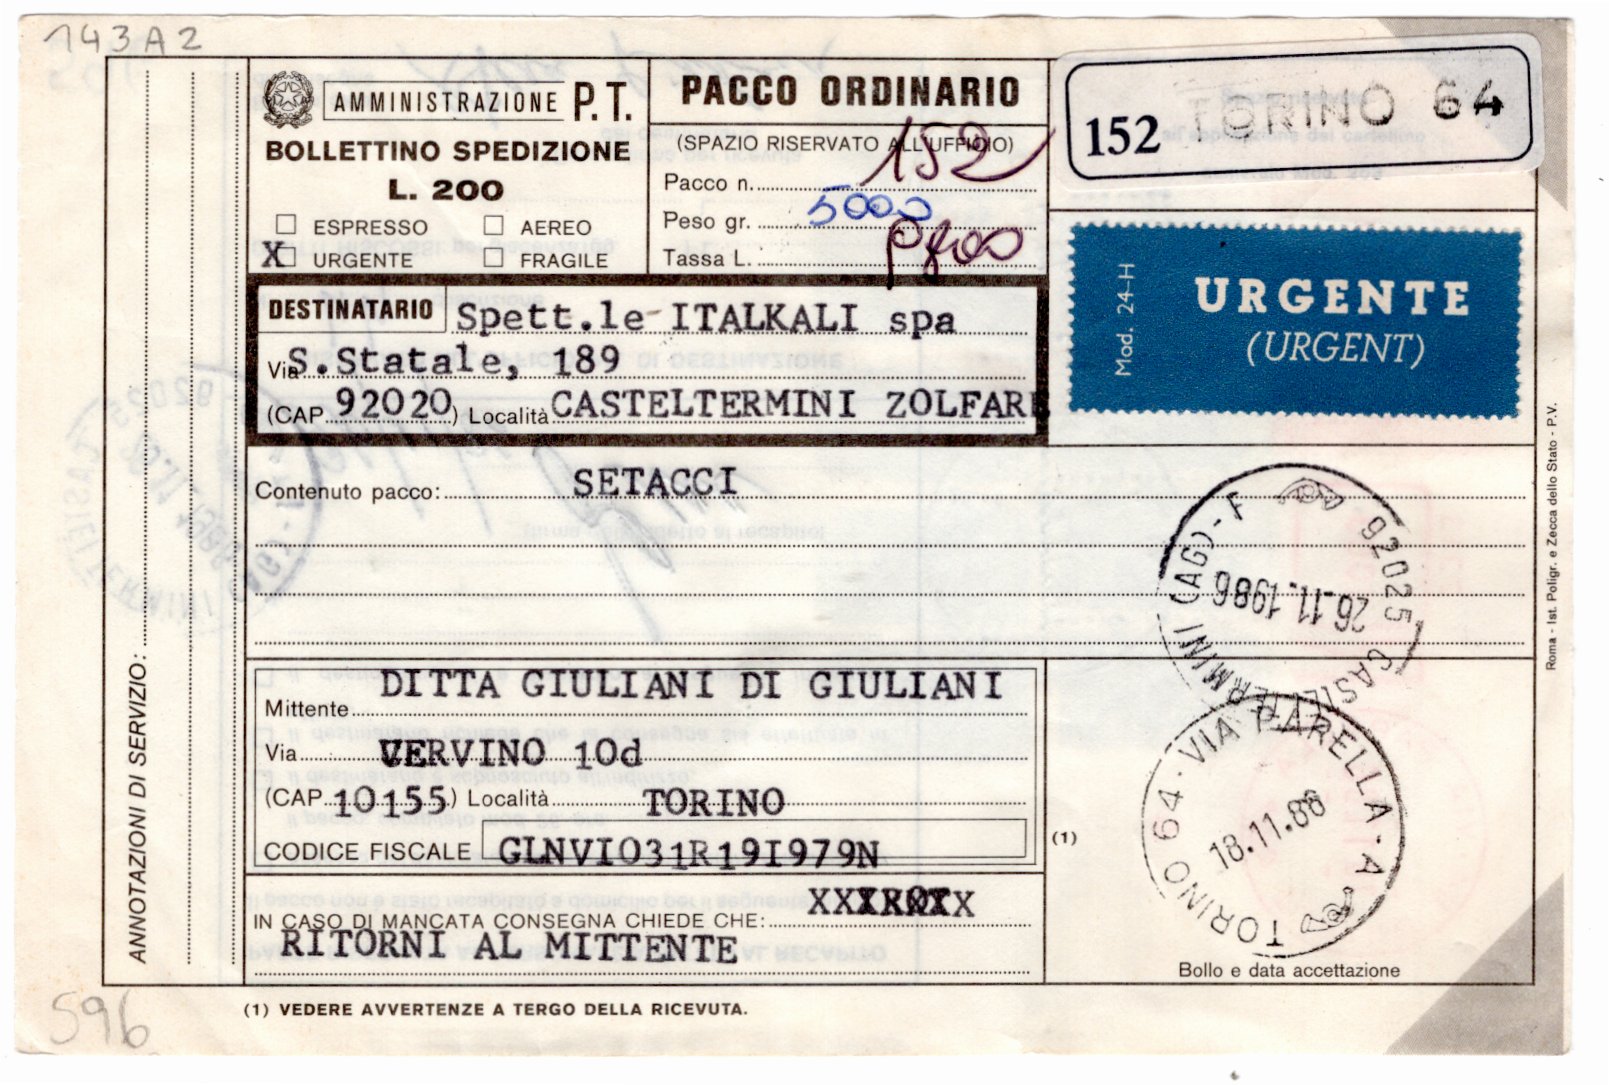 143A2
AMMINISTRAZIONE P.T.
BOLLETTINO SPEDIZIONE
L. 200
ESPRESSO
AEREO
X URGENTE
FRAGILE
PACCO ORDINARIO
(SPAZIO RISERVATO ALL'UFFICIO)
Pacco n. 152
Peso gr. 5000
Tassa L.
152 TORINO 64
Mod. 24-H
URGENTE
(URGENT)
DESTINATARIO Spett.le ITALKALI spa
Via S.Statale, 189
(CAP 92020) Località CASTELTERMINI ZOLFARE
Contenuto pacco: SETACCI
92025 CASTELTERMINI (AG) - F
26.11.1986
Mittente DITTA GIULIANI DI GIULIANI
Via VERVINO 10d
(CAP 10155) Località TORINO
CODICE FISCALE GLNVIO31R19I979N
(1)
TORINO 64 · VIA PLARELLA - A
18.11.86
IN CASO DI MANCATA CONSEGNA CHIEDE CHE:
RITORNI AL MITTENTE
Bollo e data accettazione
(1) VEDERE AVVERTENZE A TERGO DELLA RICEVUTA.
ANNOTAZIONI DI SERVIZIO:
Roma - Ist. Poligr. e Zecca dello Stato - P.V.
596